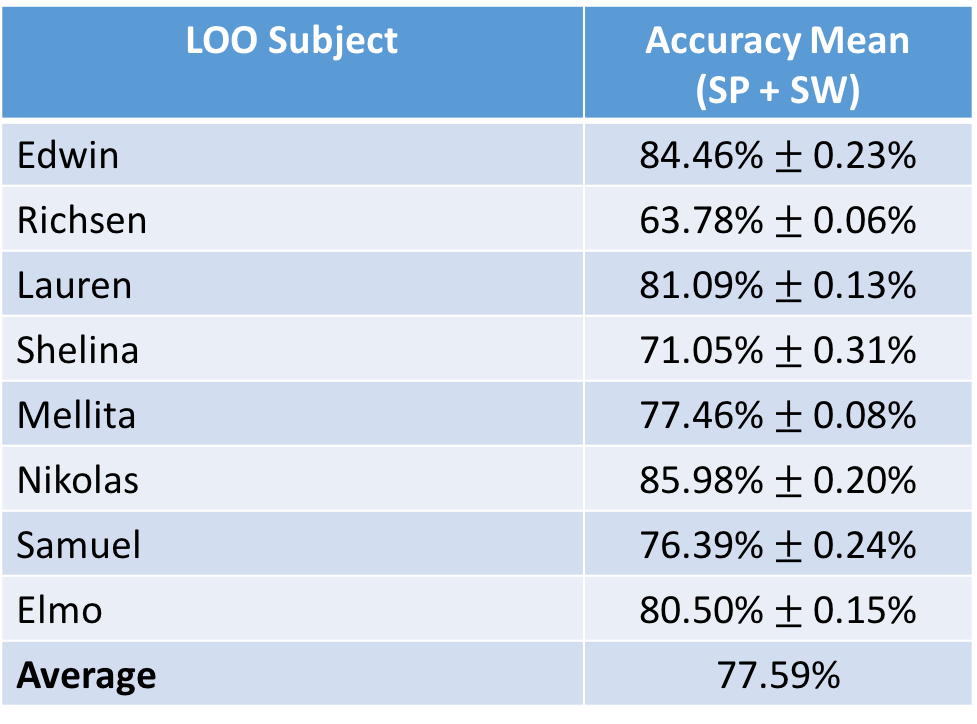 LOO Subject Accuracy Mean
(SP + SW)
Edwin 84.46% ± 0.23%
Richsen 63.78% ± 0.06%
Lauren 81.09% ± 0.13%
Shelina 71.05% ± 0.31%
Mellita 77.46% ± 0.08%
Nikolas 85.98% ± 0.20%
Samuel 76.39% ± 0.24%
Elmo 80.50% ± 0.15%
Average 77.59%